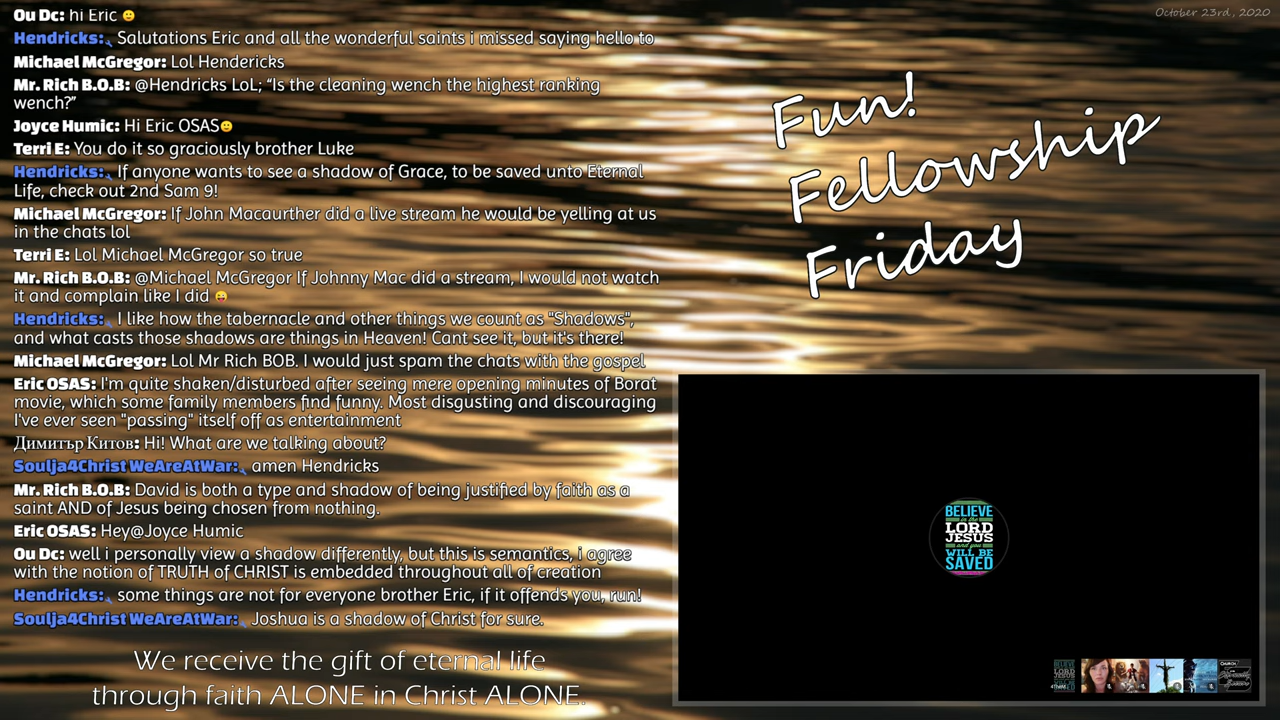 Ou Dc: hi Eric 🙂
Hendricks: Salutations Eric and all the wonderful saints i missed saying hello to
Michael McGregor: Lol Hendericks
Mr. Rich B.O.B: @Hendricks LoL; “Is the cleaning wench the highest ranking
wench?”
Joyce Humic: Hi Eric OSAS🙂
Terri E: You do it so graciously brother Luke
Hendricks: If anyone wants to see a shadow of Grace, to be saved unto Eternal
Life, check out 2nd Sam 9!
Michael McGregor: If John Macaurther did a live stream he would be yelling at us
in the chats lol
Terri E: Lol Michael McGregor so true
Mr. Rich B.O.B: @Michael McGregor If Johnny Mac did a stream, I would not watch
it and complain like I did 😜
Hendricks: I like how the tabernacle and other things we count as "Shadows",
and what casts those shadows are things in Heaven! Cant see it, but it's there!
Michael McGregor: Lol Mr Rich BOB. I would just spam the chats with the gospel
Eric OSAS: I'm quite shaken/disturbed after seeing mere opening minutes of Borat
movie, which some family members find funny. Most disgusting and discouraging
I've ever seen "passing" itself off as entertainment
Димитър Китов: Hi! What are we talking about?
Soulja4Christ WeAreAtWar: amen Hendricks
Mr. Rich B.O.B: David is both a type and shadow of being justified by faith as a
saint AND of Jesus being chosen from nothing.
Eric OSAS: Hey@Joyce Humic
Ou Dc: well i personally view a shadow differently, but this is semantics, i agree
with the notion of TRUTH of CHRIST is embedded throughout all of creation
Hendricks: some things are not for everyone brother Eric, if it offends you, run!
Soulja4Christ WeAreAtWar: Joshua is a shadow of Christ for sure.
We receive the gift of eternal life
through faith ALONE in Christ ALONE.
October 23rd, 2020
Fun!
Fellowship
Friday
BELIEVE
in the
LORD
JESUS
and you
WILL BE
SAVED